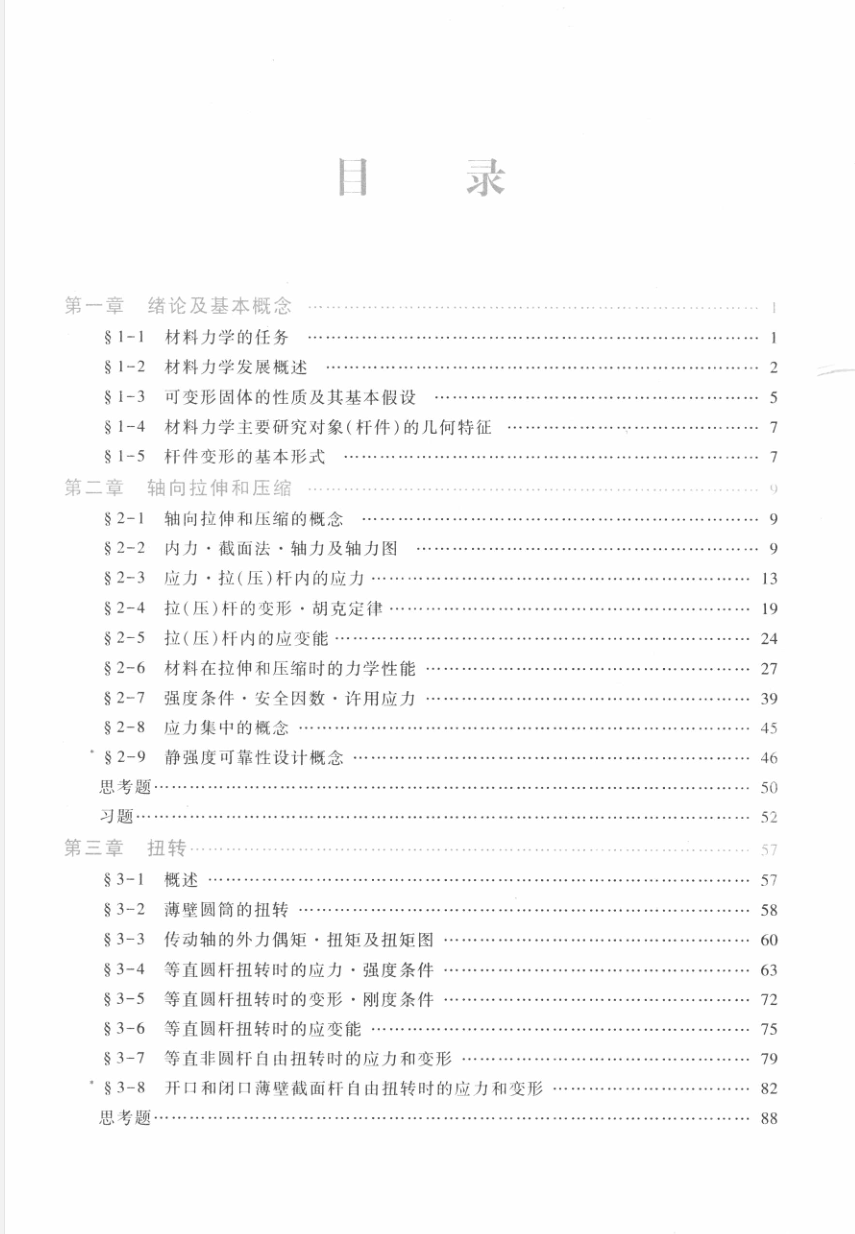 目 录
第一章 绪论及基本概念 …… 1
§1-1 材料力学的任务 …… 1
§1-2 材料力学发展概述 …… 2
§1-3 可变形固体的性质及其基本假设 …… 5
§1-4 材料力学主要研究对象(杆件)的几何特征 …… 7
§1-5 杆件变形的基本形式 …… 7
第二章 轴向拉伸和压缩 …… 9
§2-1 轴向拉伸和压缩的概念 …… 9
§2-2 内力·截面法·轴力及轴力图 …… 9
§2-3 应力·拉(压)杆内的应力 …… 13
§2-4 拉(压)杆的变形·胡克定律 …… 19
§2-5 拉(压)杆内的应变能 …… 24
§2-6 材料在拉伸和压缩时的力学性能 …… 27
§2-7 强度条件·安全因数·许用应力 …… 39
§2-8 应力集中的概念 …… 45
*§2-9 静强度可靠性设计概念 …… 46
思考题 …… 50
习题 …… 52
第三章 扭转 …… 57
§3-1 概述 …… 57
§3-2 薄壁圆筒的扭转 …… 58
§3-3 传动轴的外力偶矩·扭矩及扭矩图 …… 60
§3-4 等直圆杆扭转时的应力·强度条件 …… 63
§3-5 等直圆杆扭转时的变形·刚度条件 …… 72
§3-6 等直圆杆扭转时的应变能 …… 75
§3-7 等直非圆杆自由扭转时的应力和变形 …… 79
*§3-8 开口和闭口薄壁截面杆自由扭转时的应力和变形 …… 82
思考题 …… 88